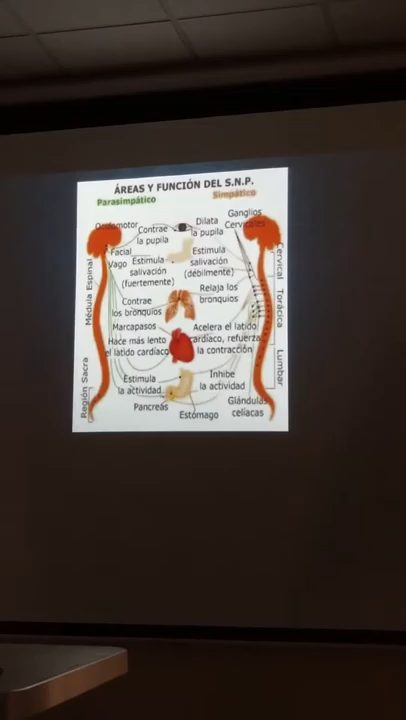 ÁREAS Y FUNCIÓN DEL S.N.P.
Parasimpático
Simpático
Oculomotor
Contrae
la pupila
Dilata
la pupila
Ganglios
Cervicales
Facial
Vago
Estimula
salivación
(fuertemente)
Estimula
salivación
(débilmente)
Médula Espinal
Cervical
Torácica
Lumbar
Contrae
los bronquios
Relaja los
bronquios
Marcapasos
Hace más lento
el latido cardíaco
Acelera el latido
cardíaco, refuerza
la contracción
Región Sacra
Estimula
la actividad
Inhibe
la actividad
Pancreás
Estómago
Glándulas
celíacas